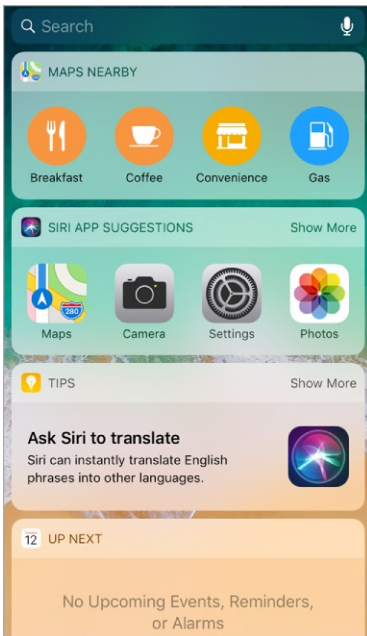 Search
MAPS NEARBY
Breakfast Coffee Convenience Gas
SIRI APP SUGGESTIONS Show More
280
Maps Camera Settings Photos
TIPS Show More
Ask Siri to translate
Siri can instantly translate English
phrases into other languages.
12 UP NEXT
No Upcoming Events, Reminders,
or Alarms